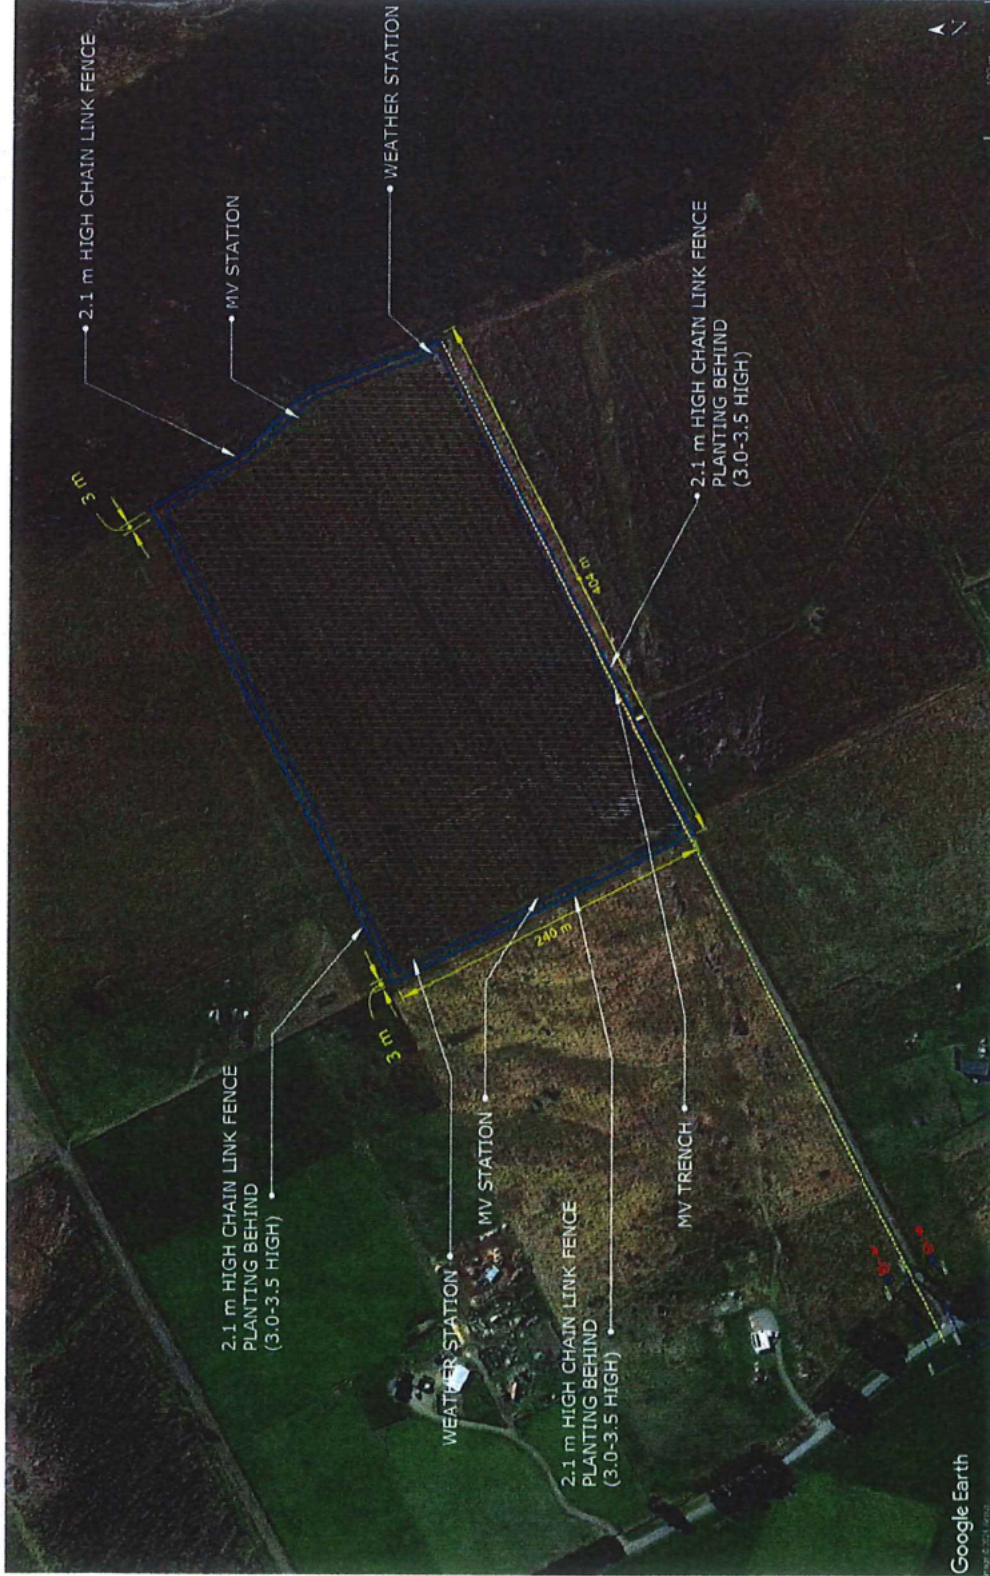 2.1 m HIGH CHAIN LINK FENCE
MV STATION
WEATHER STATION
3 m
2.1 m HIGH CHAIN LINK FENCE
PLANTING BEHIND
(3.0-3.5 HIGH)
404 m
2.1 m HIGH CHAIN LINK FENCE
PLANTING BEHIND
(3.0-3.5 HIGH)
3 m
240 m
WEATHER STATION
MV STATION
2.1 m HIGH CHAIN LINK FENCE
PLANTING BEHIND
(3.0-3.5 HIGH)
MV TRENCH
Google Earth
N